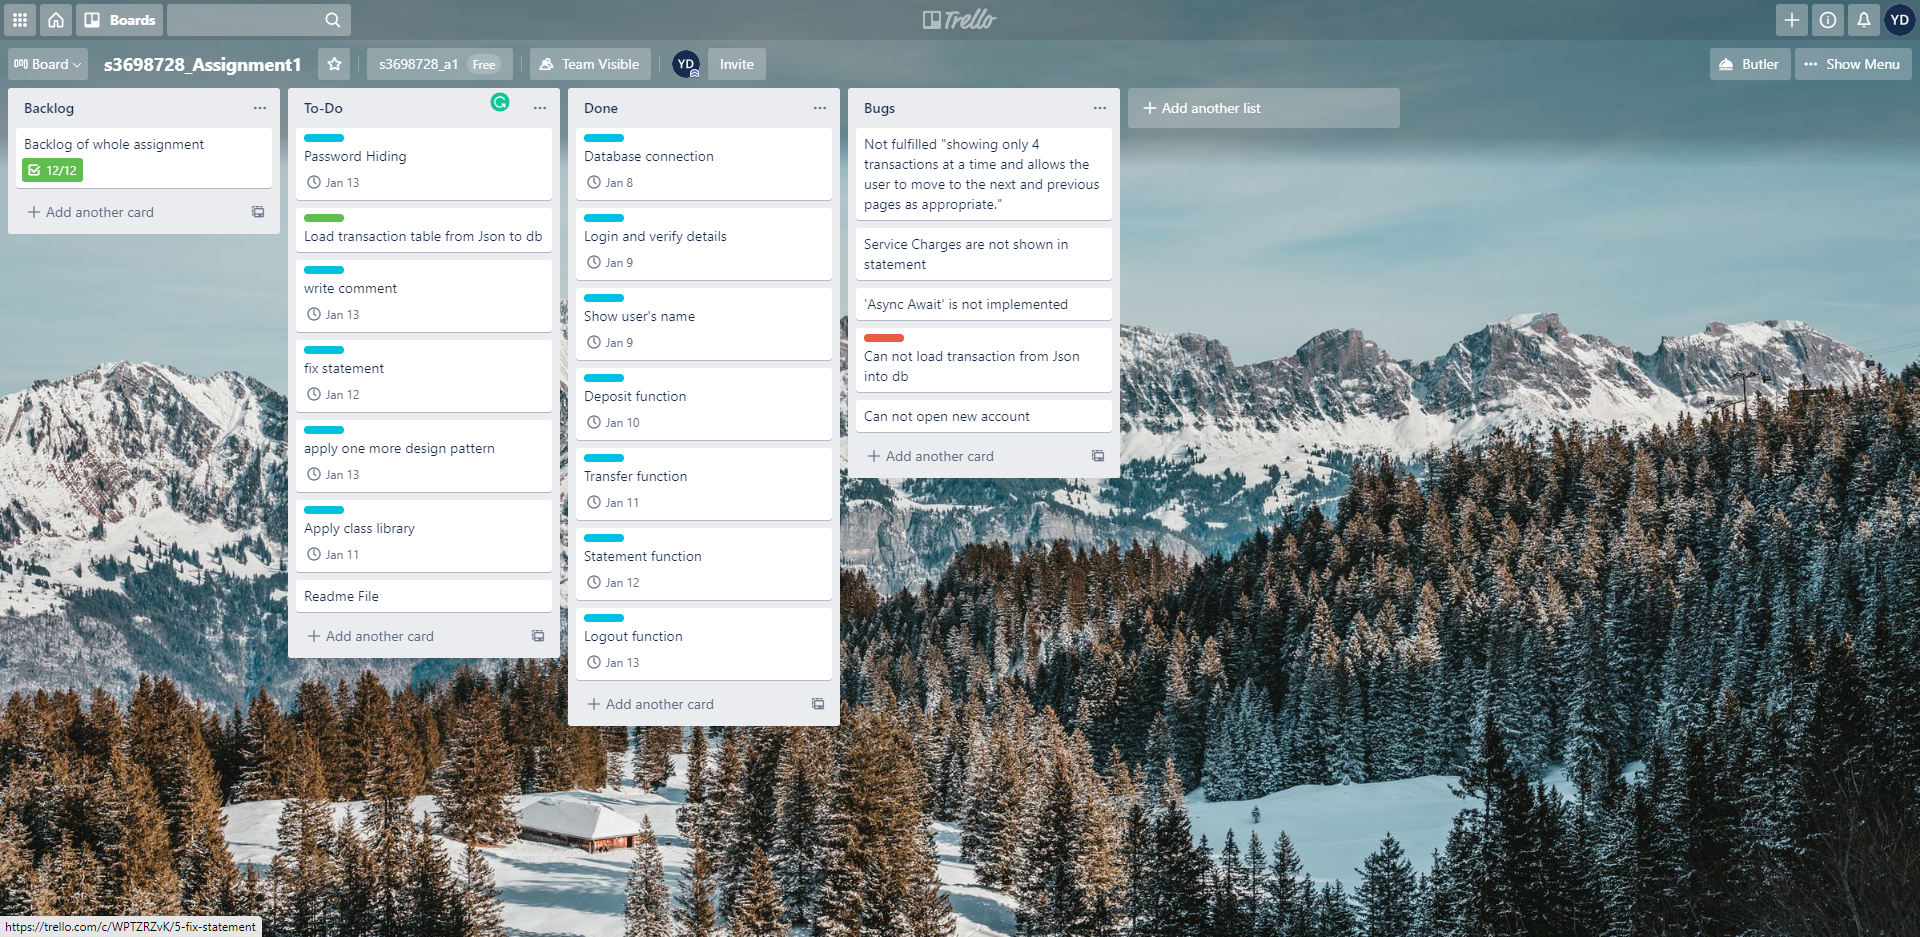 Boards
Trello
YD
Board
s3698728_Assignment1
s3698728_a1 Free
Team Visible
YD
Invite
Butler
Show Menu
Backlog
Backlog of whole assignment
12/12
Add another card
To-Do
Password Hiding
Jan 13
Load transaction table from Json to db
write comment
Jan 13
fix statement
Jan 12
apply one more design pattern
Jan 13
Apply class library
Jan 11
Readme File
Add another card
Done
Database connection
Jan 8
Login and verify details
Jan 9
Show user's name
Jan 9
Deposit function
Jan 10
Transfer function
Jan 11
Statement function
Jan 12
Logout function
Jan 13
Add another card
Bugs
Not fulfilled "showing only 4
transactions at a time and allows the
user to move to the next and previous
pages as appropriate."
Service Charges are not shown in
statement
'Async Await' is not implemented
Can not load transaction from Json
into db
Can not open new account
Add another card
Add another list
https://trello.com/c/WPTZRZvK/5-fix-statement